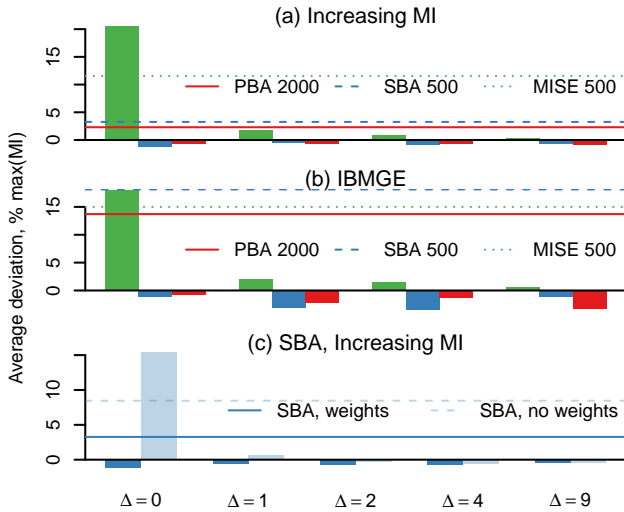 (a) Increasing MI
Average deviation, % max(MI)
15
5
0
PBA 2000
SBA 500
MISE 500
(b) IBMGE
15
5
0
PBA 2000
SBA 500
MISE 500
(c) SBA, Increasing MI
10
5
0
SBA, weights
SBA, no weights
Δ = 0
Δ = 1
Δ = 2
Δ = 4
Δ = 9